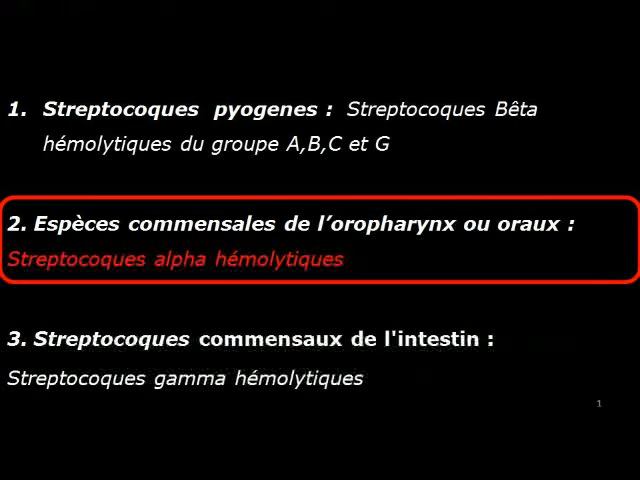 1. Streptocoques pyogenes : Streptocoques Bêta
hémolytiques du groupe A,B,C et G
2. Espèces commensales de l’oropharynx ou oraux :
Streptocoques alpha hémolytiques
3. Streptocoques commensaux de l'intestin :
Streptocoques gamma hémolytiques
1